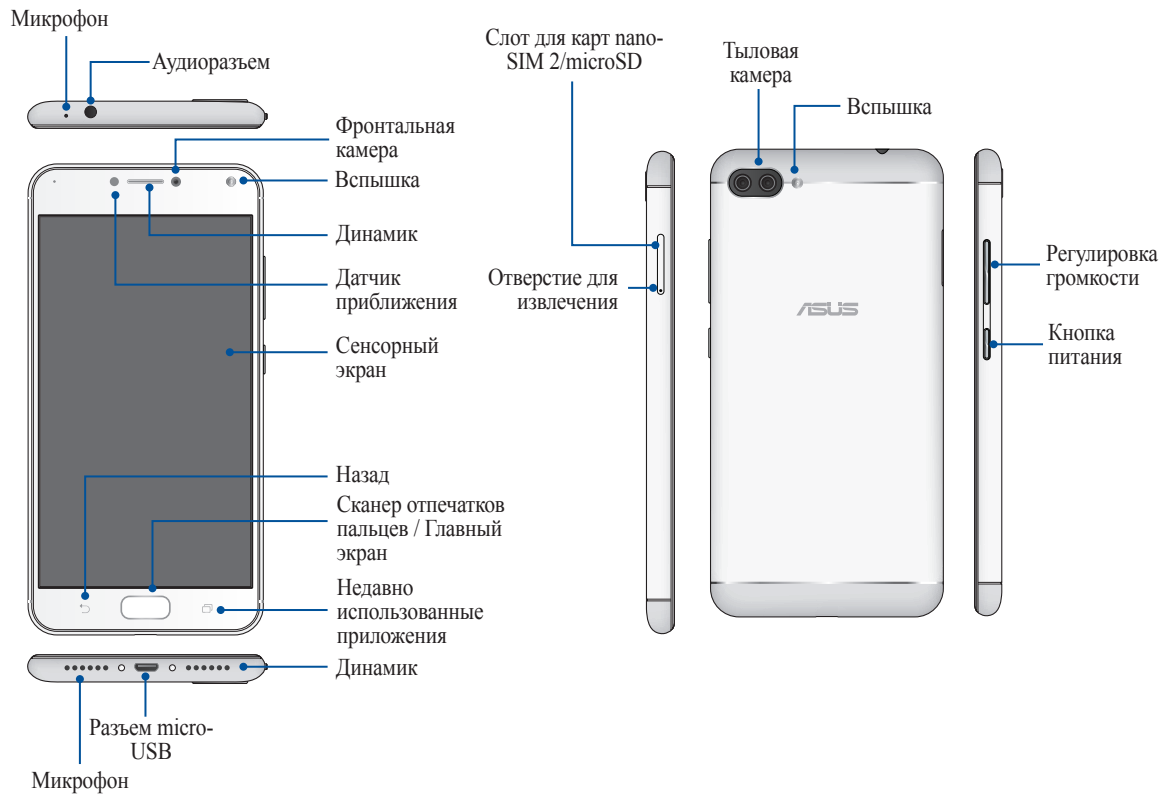 Микрофон
Аудиоразъем
Фронтальная
камера
Вспышка
Динамик
Датчик
приближения
Сенсорный
экран
Назад
Сканер отпечатков
пальцев / Главный
экран
Недавно
использованные
приложения
Динамик
Разъем micro-
USB
Микрофон
Слот для карт nano-
SIM 2/microSD
Отверстие для
извлечения
Тыловая
камера
Вспышка
ASUS
Регулировка
громкости
Кнопка
питания